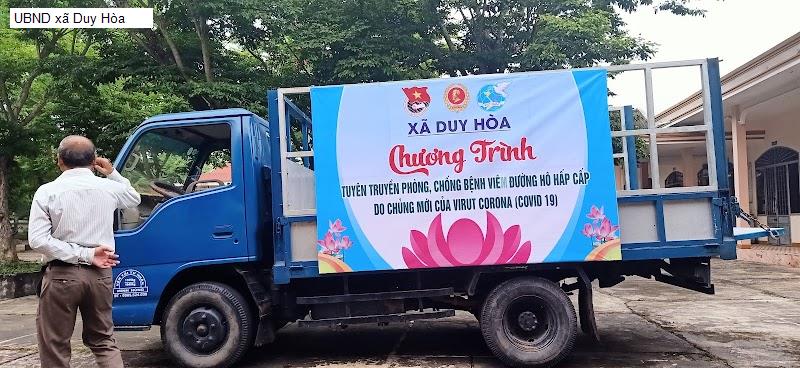 UBND xã Duy Hòa
XÃ DUY HÒA
Chương Trình
TUYÊN TRUYỀN PHÒNG, CHỐNG BỆNH VIÊM ĐƯỜNG HÔ HẤP CẤP
DO CHỦNG MỚI CỦA VIRUT CORONA (COVID 19)